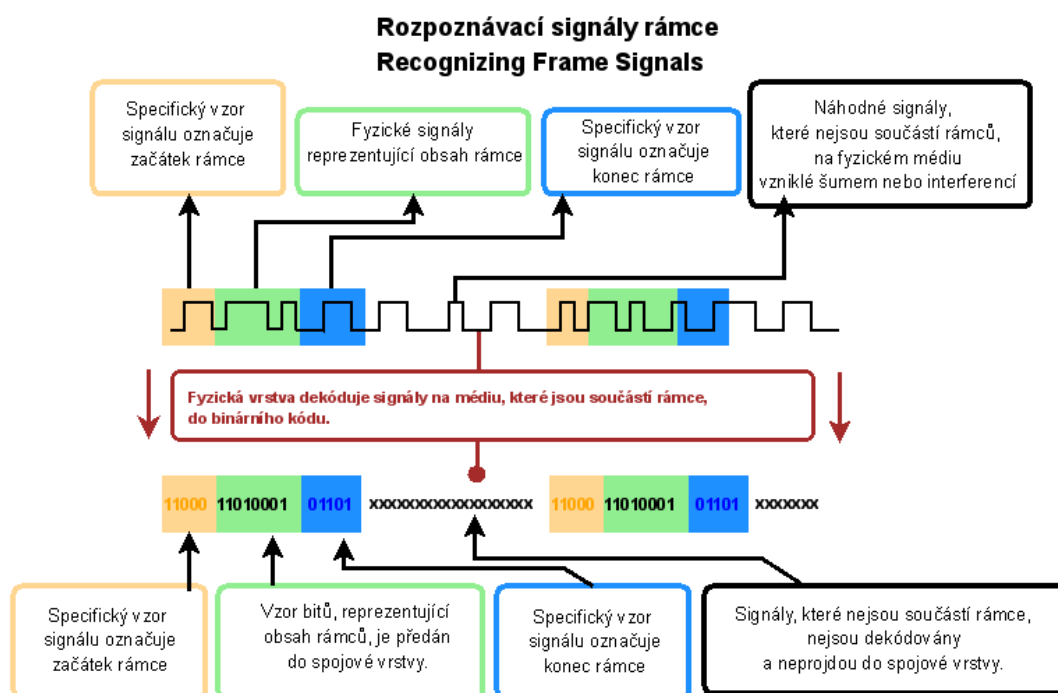 Rozpoznávací signály rámce
Recognizing Frame Signals
Specifický vzor
signálu označuje
začátek rámce
Fyzické signály
reprezentující obsah rámce
Specifický vzor
signálu označuje
konec rámce
Náhodné signály,
které nejsou součástí rámců,
na fyzickém médiu
vzniklé šumem nebo interferencí
Fyzická vrstva dekóduje signály na médiu, které jsou součástí rámce,
do binárního kódu.
11000 11010001 01101 xxxxxxxxxxxxxxxxxx 11000 11010001 01101 xxxxxxx
Specifický vzor
signálu označuje
začátek rámce
Vzor bitů, reprezentující
obsah rámců, je předán
do spojové vrstvy.
Specifický vzor
signálu označuje
konec rámce
Signály, které nejsou součástí rámce,
nejsou dekódovány
a neprojdou do spojové vrstvy.